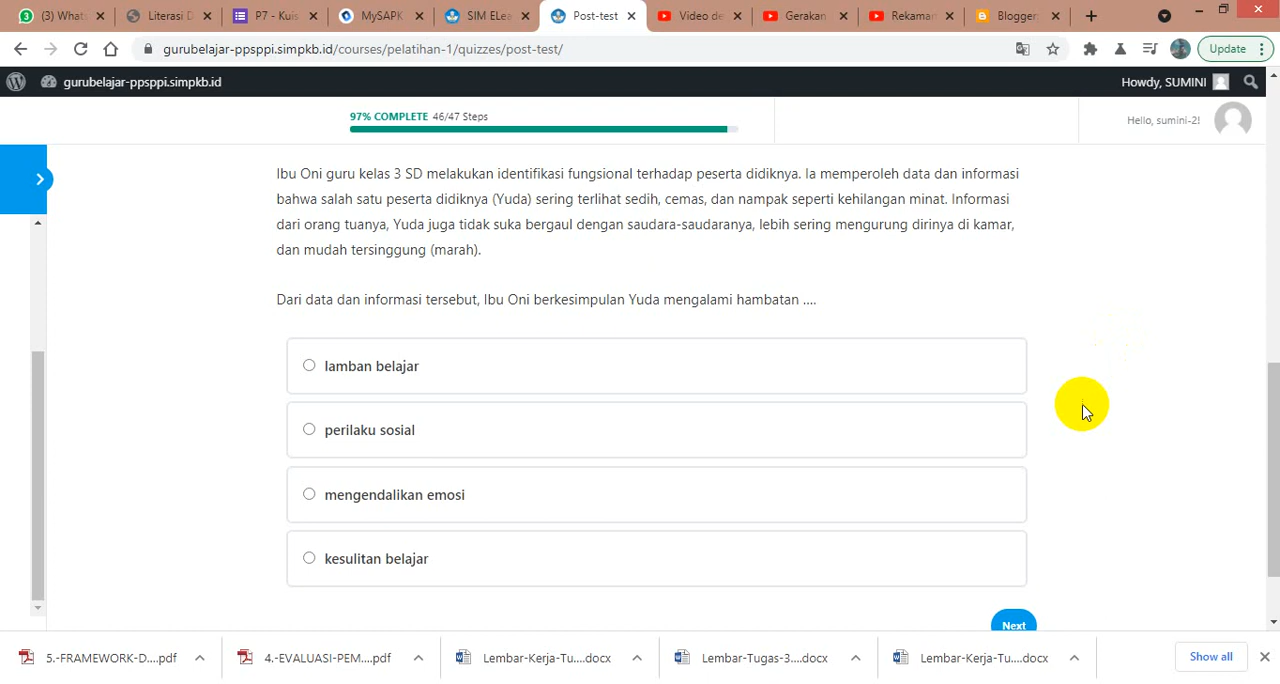 (3) Whats
Literasi D
P7 - Kuis
MySAPK
SIM ELea
Post-test
Video de
Gerakan
Rekaman
Blogger:
gurubelajar-ppsppi.simpkb.id/courses/pelatihan-1/quizzes/post-test/
Update
gurubelajar-ppsppi.simpkb.id
Howdy, SUMINI
97% COMPLETE 46/47 Steps
Hello, sumini-2!
Ibu Oni guru kelas 3 SD melakukan identifikasi fungsional terhadap peserta didiknya. Ia memperoleh data dan informasi
bahwa salah satu peserta didiknya (Yuda) sering terlihat sedih, cemas, dan nampak seperti kehilangan minat. Informasi
dari orang tuanya, Yuda juga tidak suka bergaul dengan saudara-saudaranya, lebih sering mengurung dirinya di kamar,
dan mudah tersinggung (marah).
Dari data dan informasi tersebut, Ibu Oni berkesimpulan Yuda mengalami hambatan ....
lamban belajar
perilaku sosial
mengendalikan emosi
kesulitan belajar
Next
5.-FRAMEWORK-D....pdf
4.-EVALUASI-PEM....pdf
Lembar-Kerja-Tu....docx
Lembar-Tugas-3....docx
Lembar-Kerja-Tu....docx
Show all